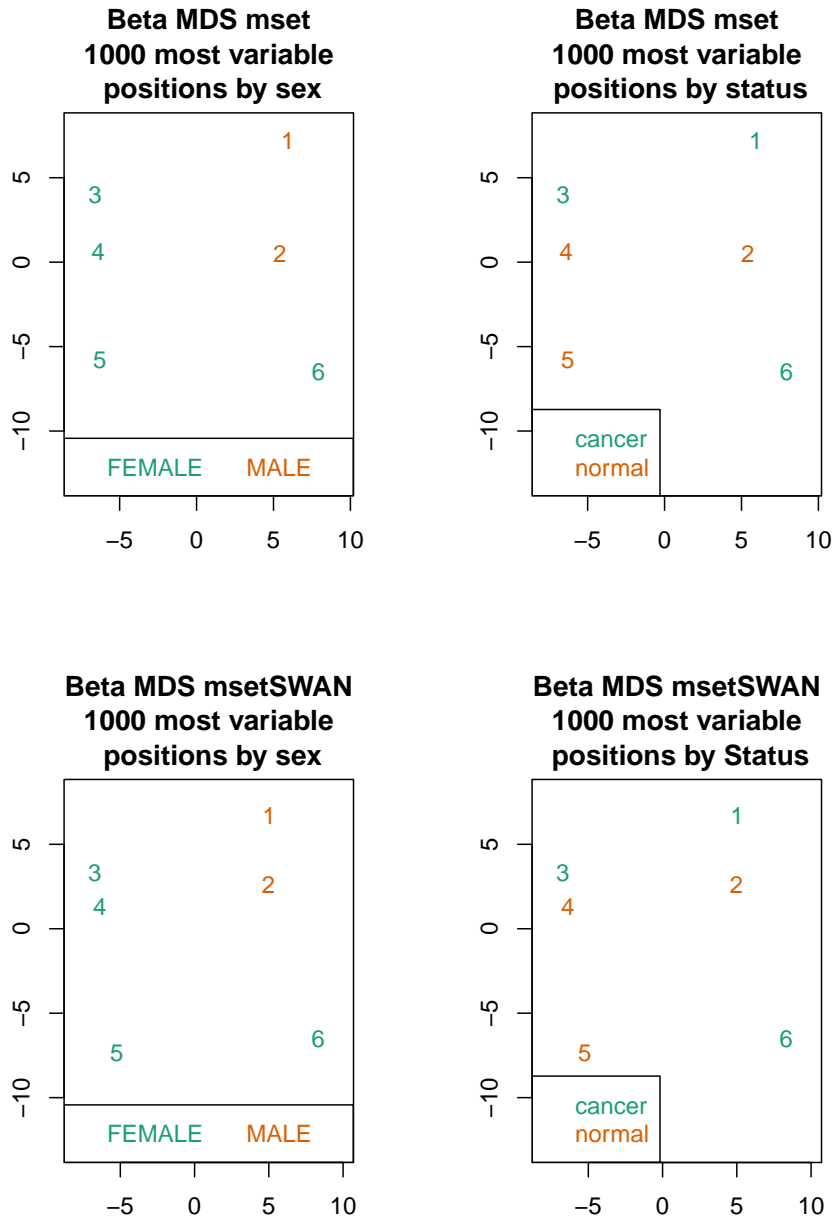 Beta MDS mset
1000 most variable
positions by sex
5
0
−5
−10
1
3
4
2
5
6
FEMALE MALE
−5 0 5 10
Beta MDS mset
1000 most variable
positions by status
5
0
−5
−10
1
3
4
2
5
6
cancer
normal
−5 0 5 10
Beta MDS msetSWAN
1000 most variable
positions by sex
5
0
−5
−10
1
3
2
4
5
6
FEMALE MALE
−5 0 5 10
Beta MDS msetSWAN
1000 most variable
positions by Status
5
0
−5
−10
1
3
2
4
5
6
cancer
normal
−5 0 5 10